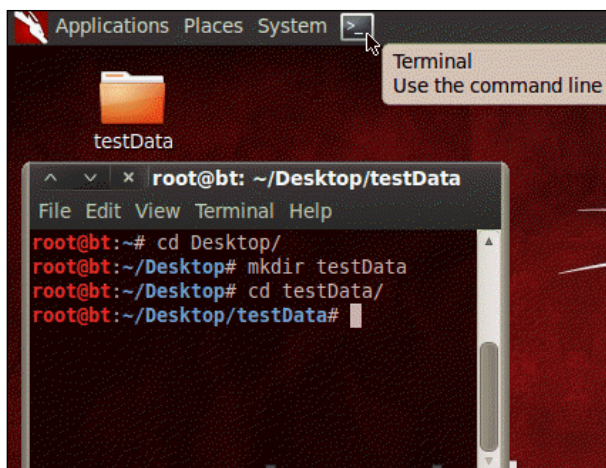 Applications Places System
Terminal
Use the command line
testData
root@bt: ~/Desktop/testData
File Edit View Terminal Help
root@bt:~# cd Desktop/
root@bt:~/Desktop# mkdir testData
root@bt:~/Desktop# cd testData/
root@bt:~/Desktop/testData#